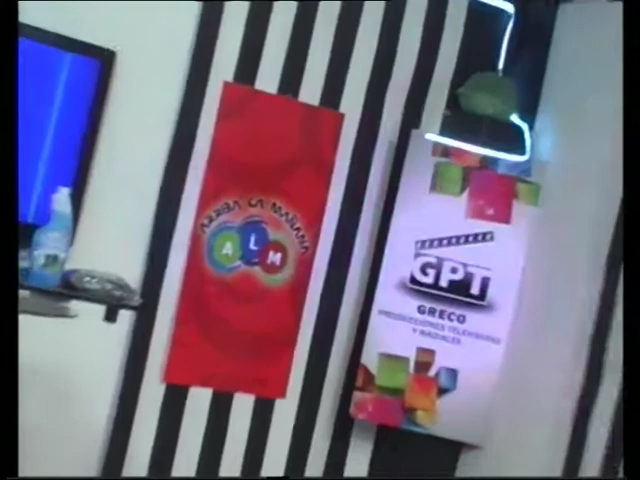 ARRIBA LA MAÑANA
A L M
GPT
GRECO
PRODUCCIONES TELEVISIVAS
Y RADIALES